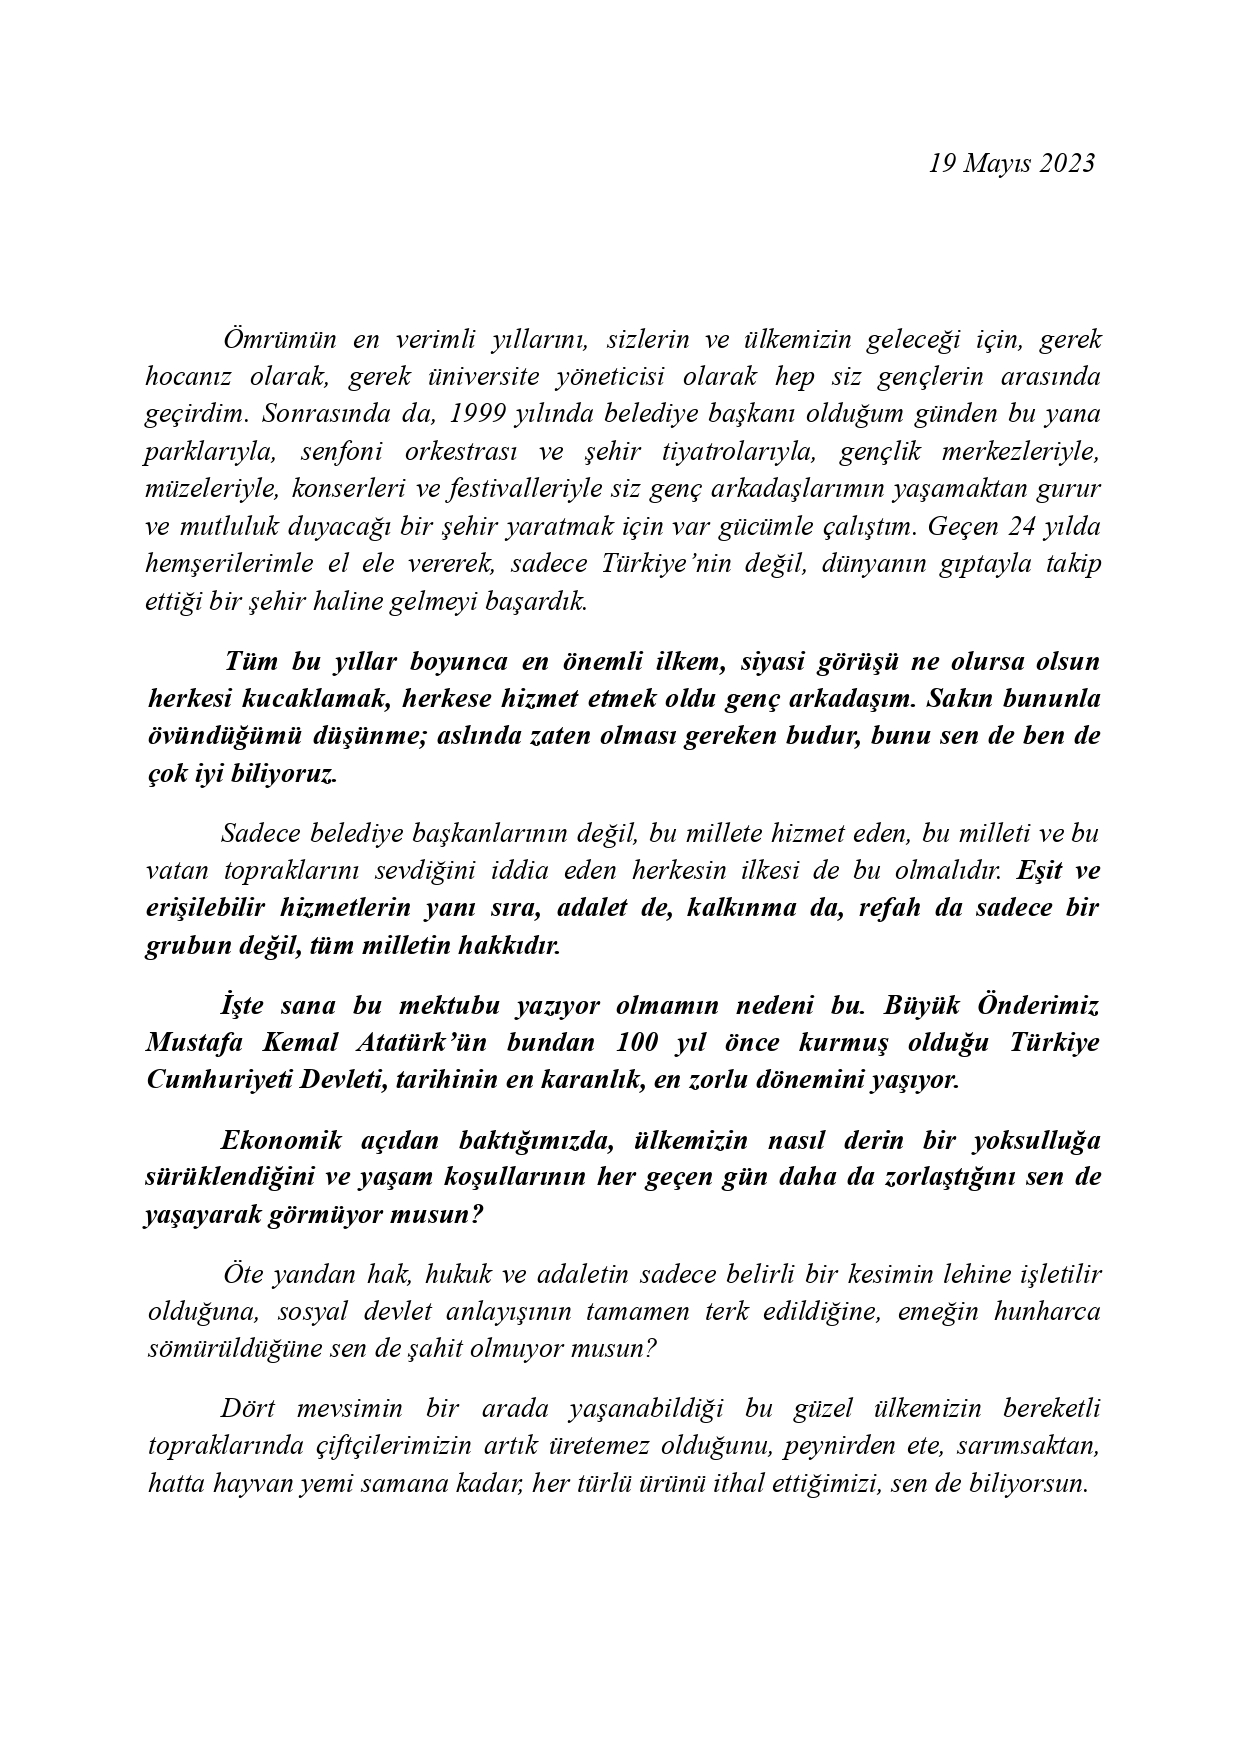 19 Mayıs 2023
Ömrümün en verimli yıllarını, sizlerin ve ülkemizin geleceği için, gerek
hocanız olarak, gerek üniversite yöneticisi olarak hep siz gençlerin arasında
geçirdim. Sonrasında da, 1999 yılında belediye başkanı olduğum günden bu yana
parklarıyla, senfoni orkestrası ve şehir tiyatrolarıyla, gençlik merkezleriyle,
müzeleriyle, konserleri ve festivalleriyle siz genç arkadaşlarımın yaşamaktan gurur
ve mutluluk duyacağı bir şehir yaratmak için var gücümle çalıştım. Geçen 24 yılda
hemşerilerimle el ele vererek, sadece Türkiye’nin değil, dünyanın gıptayla takip
ettiği bir şehir haline gelmeyi başardık.
Tüm bu yıllar boyunca en önemli ilkem, siyasi görüşü ne olursa olsun
herkesi kucaklamak, herkese hizmet etmek oldu genç arkadaşım. Sakın bununla
övündüğümü düşünme; aslında zaten olması gereken budur, bunu sen de ben de
çok iyi biliyoruz.
Sadece belediye başkanlarının değil, bu millete hizmet eden, bu milleti ve bu
vatan topraklarını sevdiğini iddia eden herkesin ilkesi de bu olmalıdır. Eşit ve
erişilebilir hizmetlerin yanı sıra, adalet de, kalkınma da, refah da sadece bir
grubun değil, tüm milletin hakkıdır.
İşte sana bu mektubu yazıyor olmamın nedeni bu. Büyük Önderimiz
Mustafa Kemal Atatürk’ün bundan 100 yıl önce kurmuş olduğu Türkiye
Cumhuriyeti Devleti, tarihinin en karanlık, en zorlu dönemini yaşıyor.
Ekonomik açıdan baktığımızda, ülkemizin nasıl derin bir yoksulluğa
sürüklendiğini ve yaşam koşullarının her geçen gün daha da zorlaştığını sen de
yaşayarak görmüyor musun?
Öte yandan hak, hukuk ve adaletin sadece belirli bir kesimin lehine işletilir
olduğuna, sosyal devlet anlayışının tamamen terk edildiğine, emeğin hunharca
sömürüldüğüne sen de şahit olmuyor musun?
Dört mevsimin bir arada yaşanabildiği bu güzel ülkemizin bereketli
topraklarında çiftçilerimizin artık üretemez olduğunu, peynirden ete, sarımsaktan,
hatta hayvan yemi samana kadar, her türlü ürünü ithal ettiğimizi, sen de biliyorsun.